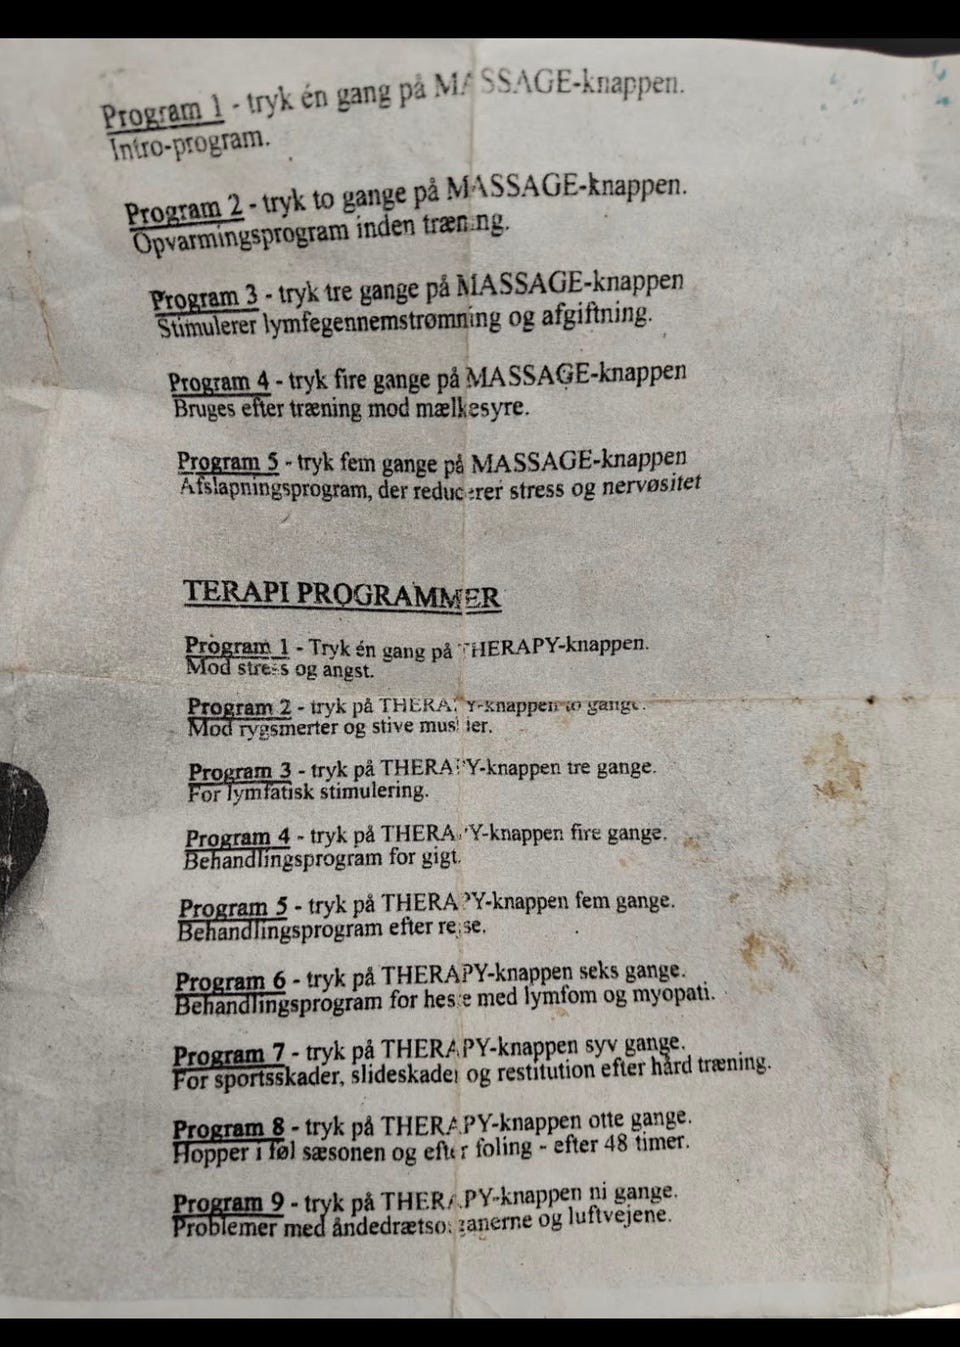 Program 1 - tryk én gang på MASSAGE-knappen.
Intro-program.
Program 2 - tryk to gange på MASSAGE-knappen.
Opvarmingsprogram inden træning.
Program 3 - tryk tre gange på MASSAGE-knappen
Stimulerer lymfegennemstrømning og afgiftning.
Program 4 - tryk fire gange på MASSAGE-knappen
Bruges efter træning mod mælkesyre.
Program 5 - tryk fem gange på MASSAGE-knappen
Afslapningsprogram, der reducerer stress og nervøsitet
TERAPI PROGRAMMER
Program 1 - Tryk én gang på THERAPY-knappen.
Mod stress og angst.
Program 2 - tryk på THERAPY-knappen to gange.
Mod rygsmerter og stive muskler.
Program 3 - tryk på THERAPY-knappen tre gange.
For lymfatisk stimulering.
Program 4 - tryk på THERAPY-knappen fire gange.
Behandlingsprogram for gigt.
Program 5 - tryk på THERAPY-knappen fem gange.
Behandlingsprogram efter rejse.
Program 6 - tryk på THERAPY-knappen seks gange.
Behandlingsprogram for heste med lymfom og myopati.
Program 7 - tryk på THERAPY-knappen syv gange.
For sportsskader, slideskader og restitution efter hård træning.
Program 8 - tryk på THERAPY-knappen otte gange.
Hopper i føl sæsonen og efter foling - efter 48 timer.
Program 9 - tryk på THERAPY-knappen ni gange.
Problemer med åndedrætsorganerne og luftvejene.